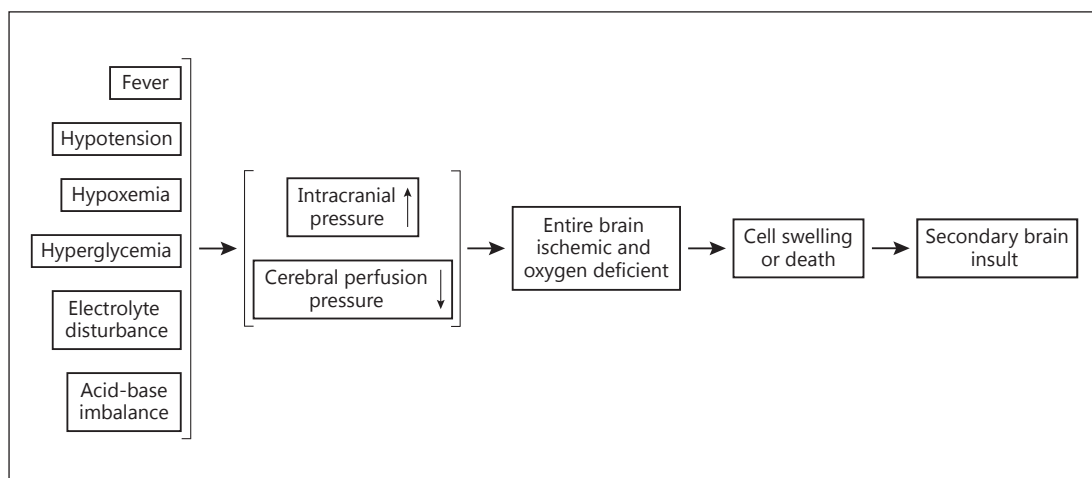 Fever
Hypotension
Hypoxemia
Hyperglycemia
Electrolyte
disturbance
Acid-base
imbalance
Intracranial
pressure
Cerebral perfusion
pressure
Entire brain
ischemic and
oxygen deficient
Cell swelling
or death
Secondary brain
insult